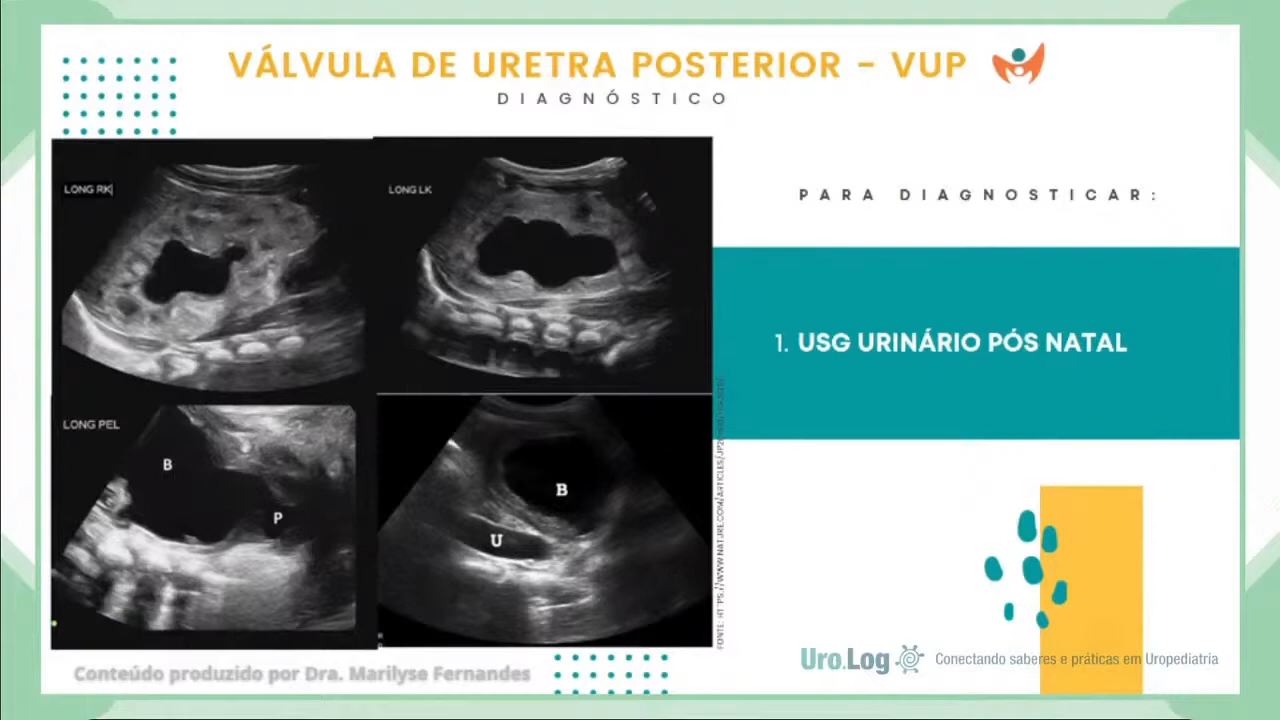 VÁLVULA DE URETRA POSTERIOR - VUP
DIAGNÓSTICO
LONG RK
LONG LK
LONG PEL
B
P
B
U
PARA DIAGNOSTICAR:
1. USG URINÁRIO PÓS NATAL
Conteúdo produzido por Dra. Marilyse Fernandes
Uro.Log
Conectando saberes e práticas em Uropediatria